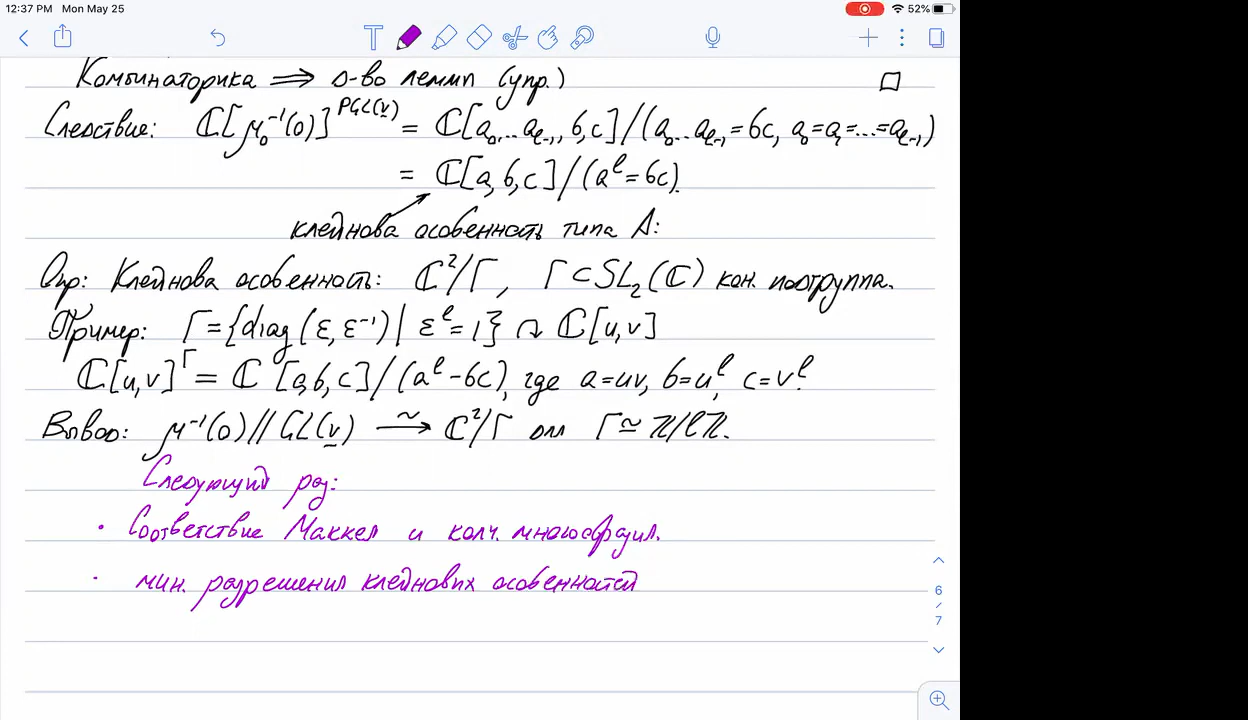 12:37 PM Mon May 25 52%
T
Комбинаторика ⟹ д-во леммы (упр.) □
Следствие: ℂ[μ₀⁻¹(0)]^{PGL(v)} = ℂ[a₀...a_{ℓ-1}, b, c]/(a₀...a_{ℓ-1} = bc, a₀=a₁=...=a_{ℓ-1})
= ℂ[a, b, c]/(a^ℓ = bc).
клейнова особенность типа A:
Опр: Клейнова особенность: ℂ²/Γ, Γ⊂SL₂(ℂ) кон. подгруппа.
Пример: Γ={diag(ε, ε⁻¹)| ε^ℓ=1} ↷ ℂ[u,v]
ℂ[u,v]^Γ = ℂ[a,b,c]/(a^ℓ-bc), где a=uv, b=u^ℓ, c=v^ℓ.
Вывод: μ⁻¹(0)//GL(v) ⥲ ℂ²/Γ для Γ≃ℤ/ℓℤ.
Следующий раз:
· Соответствие Маккея и колч. многообразия.
· мин. разрешения клейновых особенностей
6
/
7